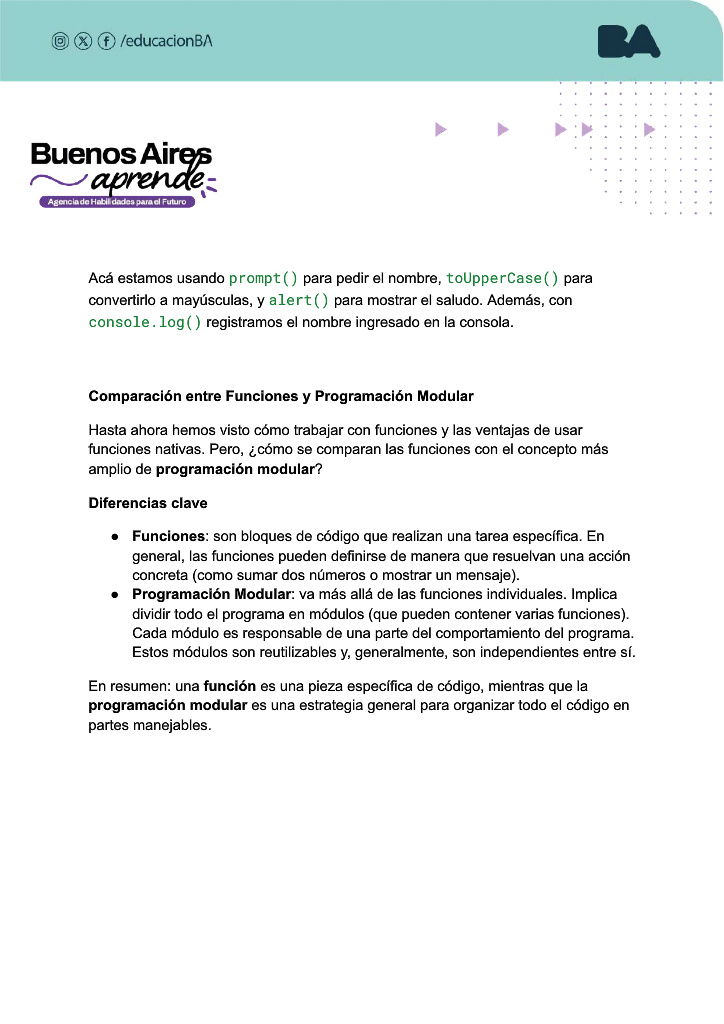 /educacionBA
BA
Buenos Aires
aprende
Agencia de Habilidades para el Futuro
Acá estamos usando prompt() para pedir el nombre, toUpperCase() para
convertirlo a mayúsculas, y alert() para mostrar el saludo. Además, con
console.log() registramos el nombre ingresado en la consola.
Comparación entre Funciones y Programación Modular
Hasta ahora hemos visto cómo trabajar con funciones y las ventajas de usar
funciones nativas. Pero, ¿cómo se comparan las funciones con el concepto más
amplio de programación modular?
Diferencias clave
● Funciones: son bloques de código que realizan una tarea específica. En
general, las funciones pueden definirse de manera que resuelvan una acción
concreta (como sumar dos números o mostrar un mensaje).
● Programación Modular: va más allá de las funciones individuales. Implica
dividir todo el programa en módulos (que pueden contener varias funciones).
Cada módulo es responsable de una parte del comportamiento del programa.
Estos módulos son reutilizables y, generalmente, son independientes entre sí.
En resumen: una función es una pieza específica de código, mientras que la
programación modular es una estrategia general para organizar todo el código en
partes manejables.